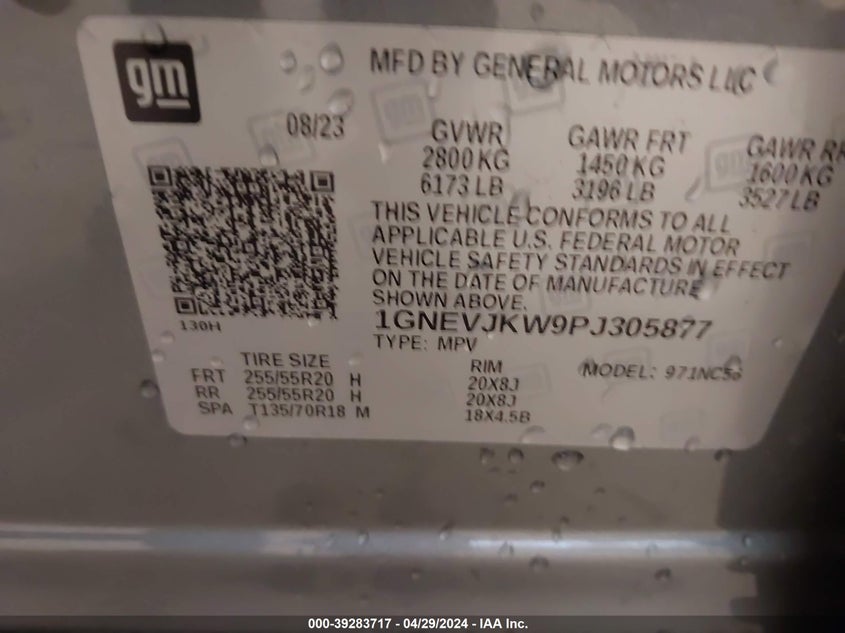 gm
MFD BY GENERAL MOTORS LLC
08/23
GVWR GAWR FRT GAWR RR
2800 KG 1450 KG 1600 KG
6173 LB 3196 LB 3527 LB
THIS VEHICLE CONFORMS TO ALL
APPLICABLE U.S. FEDERAL MOTOR
VEHICLE SAFETY STANDARDS IN EFFECT
ON THE DATE OF MANUFACTURE
SHOWN ABOVE.
1GNEVJKW9PJ305877
130H
TYPE: MPV
TIRE SIZE RIM MODEL: 971NC56
FRT 255/55R20 H 20X8J
RR 255/55R20 H 20X8J
SPA T135/70R18 M 18X4.5B
000-39283717 - 04/29/2024 - IAA Inc.